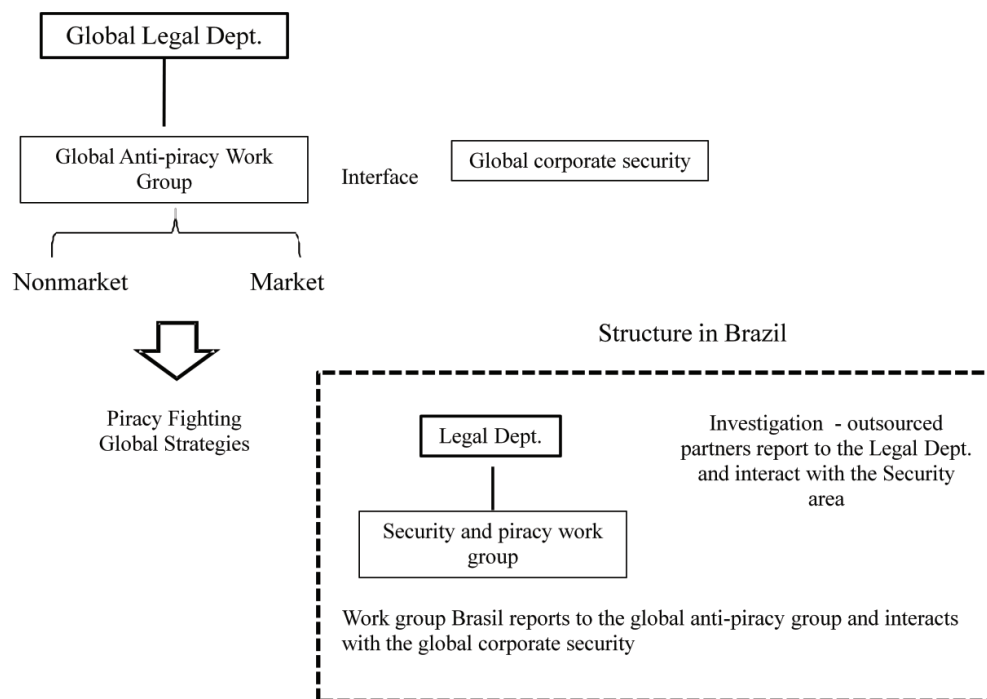 Global Legal Dept.
Global Anti-piracy Work
Group
Interface
Global corporate security
Nonmarket
Market
Piracy Fighting
Global Strategies
Structure in Brazil
Legal Dept.
Security and piracy work
group
Investigation - outsourced
partners report to the Legal Dept.
and interact with the Security
area
Work group Brasil reports to the global anti-piracy group and interacts
with the global corporate security